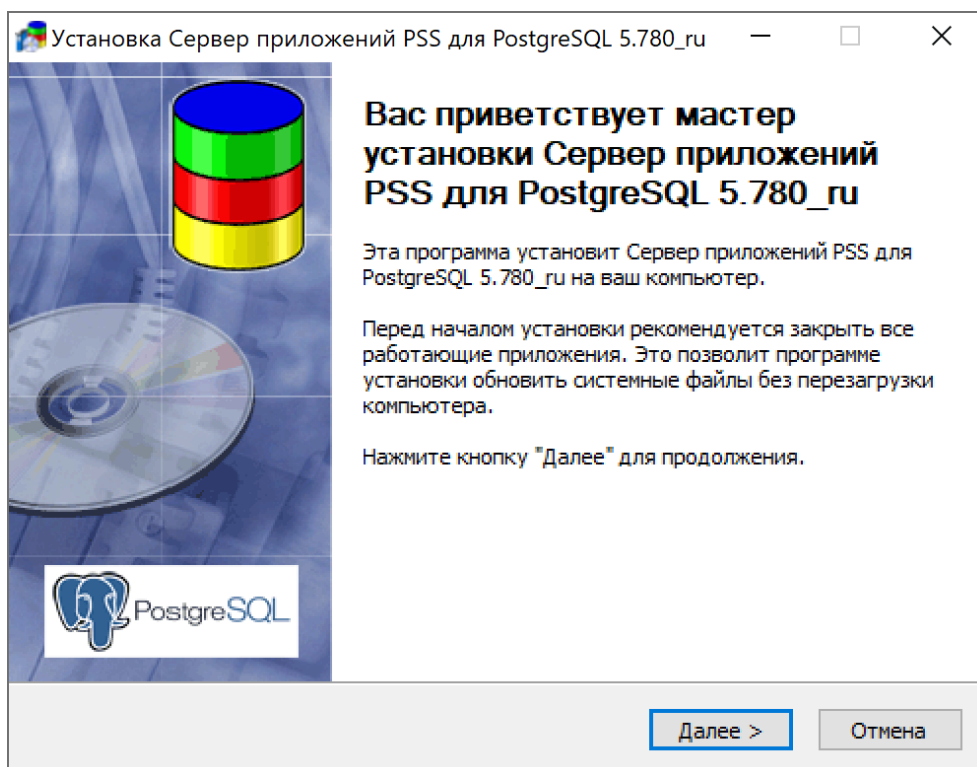 Установка Сервер приложений PSS для PostgreSQL 5.780_ru
Вас приветствует мастер
установки Сервер приложений
PSS для PostgreSQL 5.780_ru
Эта программа установит Сервер приложений PSS для
PostgreSQL 5.780_ru на ваш компьютер.
Перед началом установки рекомендуется закрыть все
работающие приложения. Это позволит программе
установки обновить системные файлы без перезагрузки
компьютера.
Нажмите кнопку "Далее" для продолжения.
PostgreSQL
Далее >
Отмена